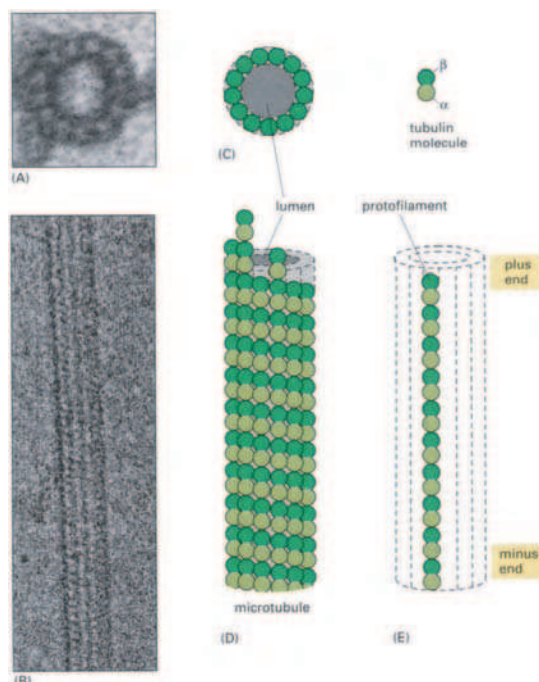 (A)
(C)
β
α
tubulin
molecule
lumen
protofilament
plus
end
minus
end
microtubule
(B)
(D)
(E)